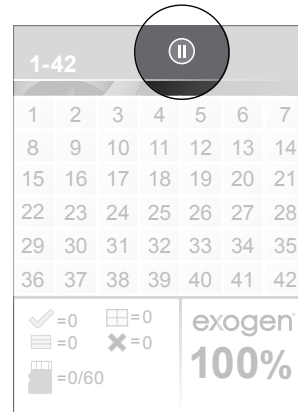 1-42
1 2 3 4 5 6 7
8 9 10 11 12 13 14
15 16 17 18 19 20 21
22 23 24 25 26 27 28
29 30 31 32 33 34 35
36 37 38 39 40 41 42
=0 =0
=0 =0
=0/60
exogen
100%